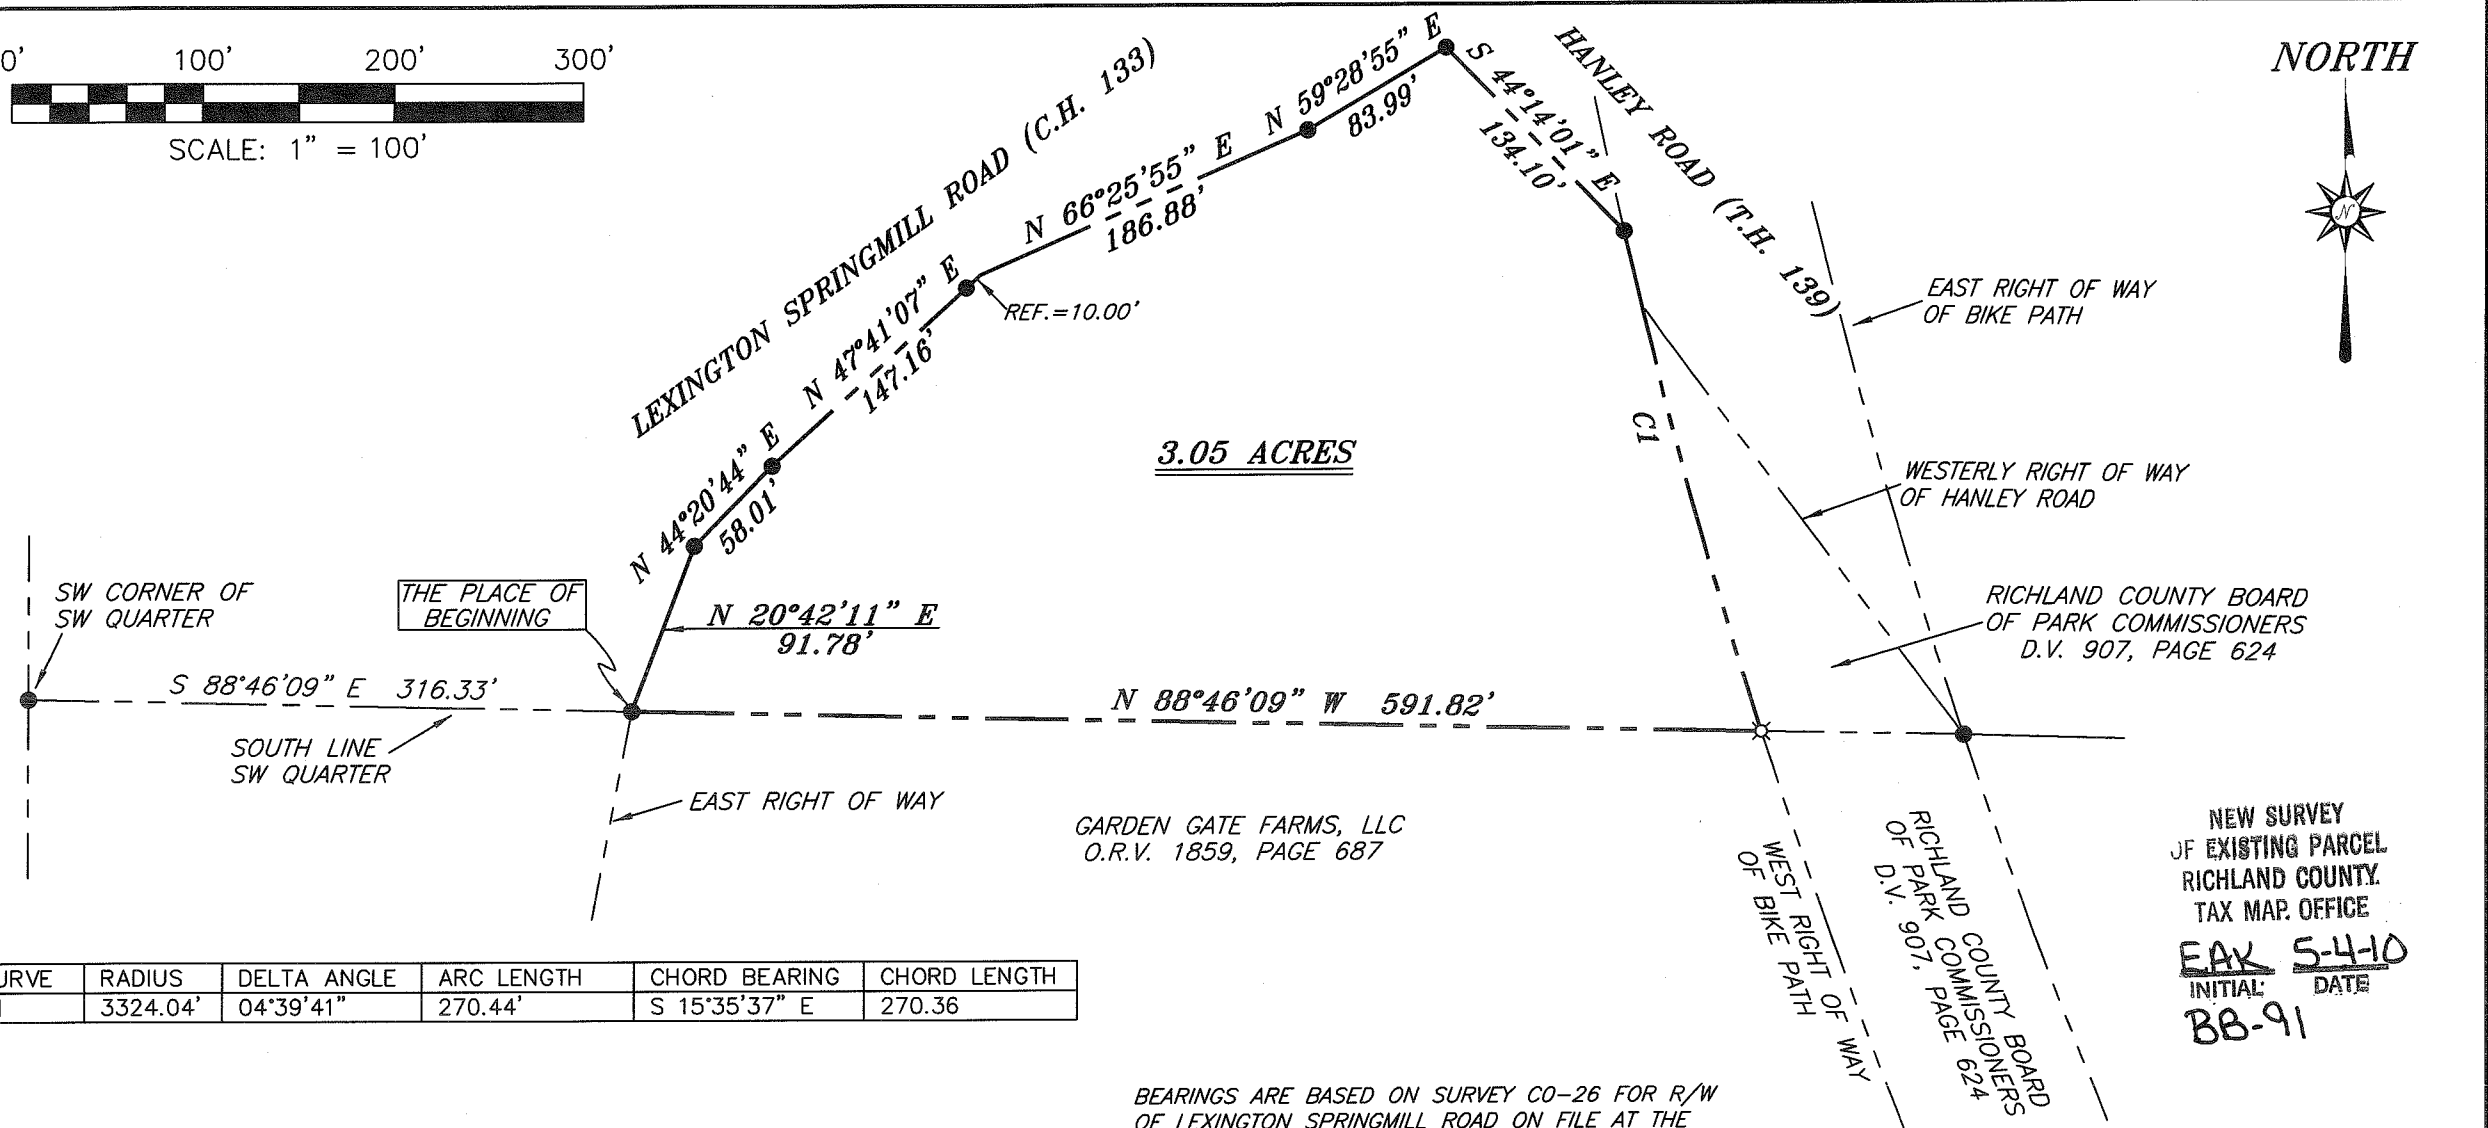 0' 100' 200' 300'
SCALE: 1" = 100'
LEXINGTON SPRINGMILL ROAD (C.H. 133)
HANLEY ROAD (T.H. 139)
NORTH
N
N 59°28'55" E
83.99'
S 44°14'01" E
134.10'
N 66°25'55" E
186.88'
N 47°41'07" E
147.16'
REF.=10.00'
N 44°20'44" E
58.01'
N 20°42'11" E
91.78'
3.05 ACRES
C1
EAST RIGHT OF WAY
OF BIKE PATH
WESTERLY RIGHT OF WAY
OF HANLEY ROAD
RICHLAND COUNTY BOARD
OF PARK COMMISSIONERS
D.V. 907, PAGE 624
SW CORNER OF
SW QUARTER
THE PLACE OF
BEGINNING
S 88°46'09" E 316.33'
SOUTH LINE
SW QUARTER
N 88°46'09" W 591.82'
EAST RIGHT OF WAY
GARDEN GATE FARMS, LLC
O.R.V. 1859, PAGE 687
WEST RIGHT OF WAY
OF BIKE PATH
RICHLAND COUNTY BOARD
OF PARK COMMISSIONERS
D.V. 907, PAGE 624
NEW SURVEY
OF EXISTING PARCEL
RICHLAND COUNTY
TAX MAP OFFICE
EAK 5-4-10
INITIAL DATE
BB-91
URVE RADIUS DELTA ANGLE ARC LENGTH CHORD BEARING CHORD LENGTH
3324.04' 04°39'41" 270.44' S 15°35'37" E 270.36
BEARINGS ARE BASED ON SURVEY CO-26 FOR R/W
OF LEXINGTON SPRINGMILL ROAD ON FILE AT THE